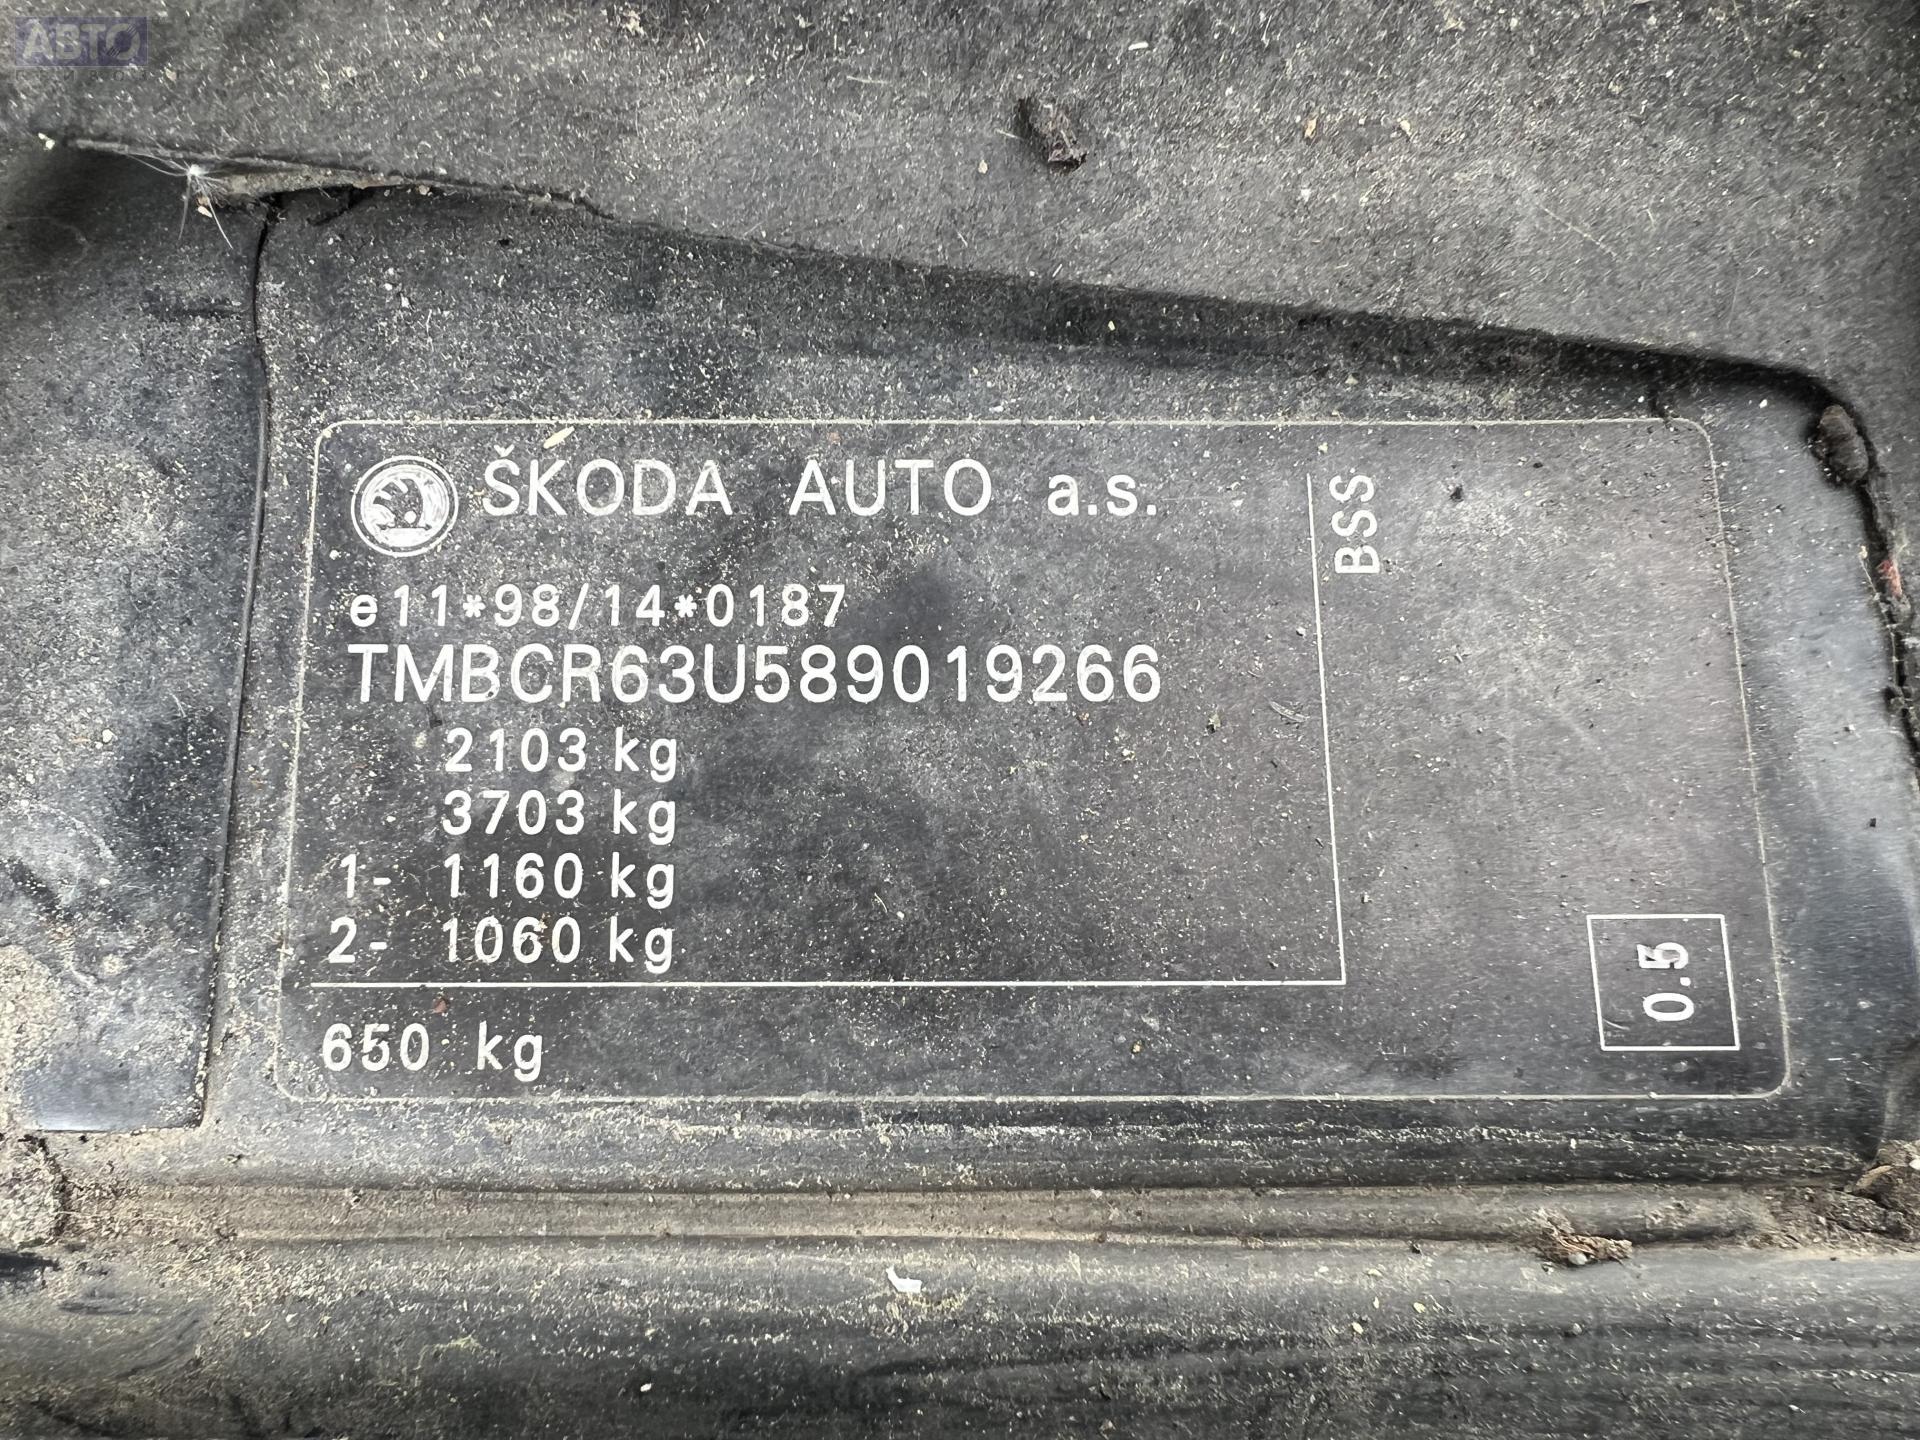 АВТО
ŠKODA AUTO a.s.
BSS
e11*98/14*0187
TMBCR63U589019266
2103 kg
3703 kg
1- 1160 kg
2- 1060 kg
650 kg
0.5